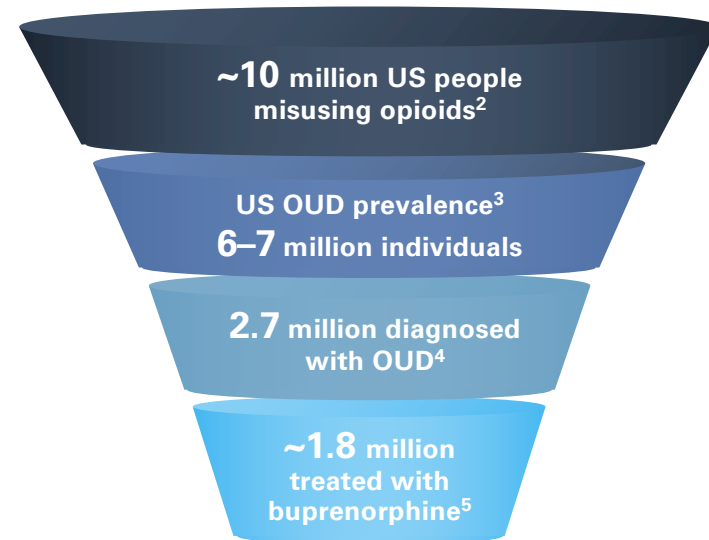 ~10 million US people
misusing opioids²
US OUD prevalence³
6–7 million individuals
2.7 million diagnosed
with OUD⁴
~1.8 million
treated with
buprenorphine⁵